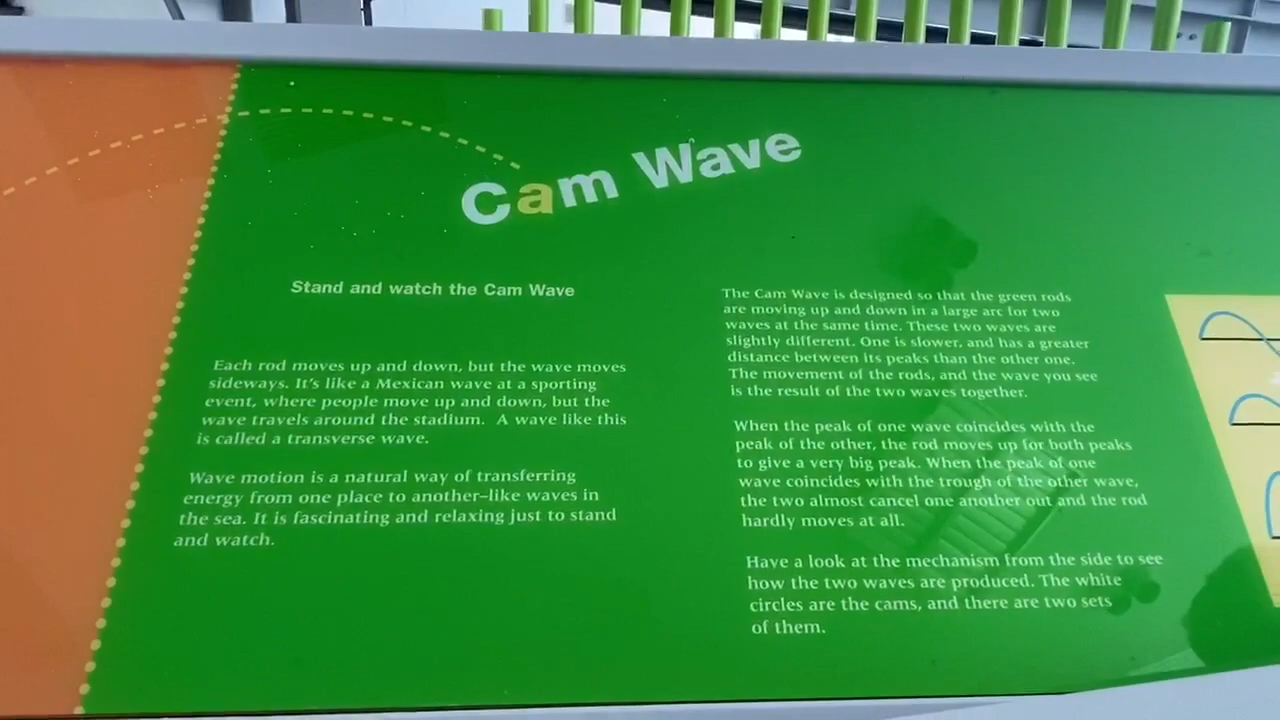 Cam Wave
Stand and watch the Cam Wave
Each rod moves up and down, but the wave moves
sideways. It's like a Mexican wave at a sporting
event, where people move up and down, but the
wave travels around the stadium. A wave like this
is called a transverse wave.
Wave motion is a natural way of transferring
energy from one place to another–like waves in
the sea. It is fascinating and relaxing just to stand
and watch.
The Cam Wave is designed so that the green rods
are moving up and down in a large arc for two
waves at the same time. These two waves are
slightly different. One is slower, and has a greater
distance between its peaks than the other one.
The movement of the rods, and the wave you see
is the result of the two waves together.
When the peak of one wave coincides with the
peak of the other, the rod moves up for both peaks
to give a very big peak. When the peak of one
wave coincides with the trough of the other wave,
the two almost cancel one another out and the rod
hardly moves at all.
Have a look at the mechanism from the side to see
how the two waves are produced. The white
circles are the cams, and there are two sets
of them.